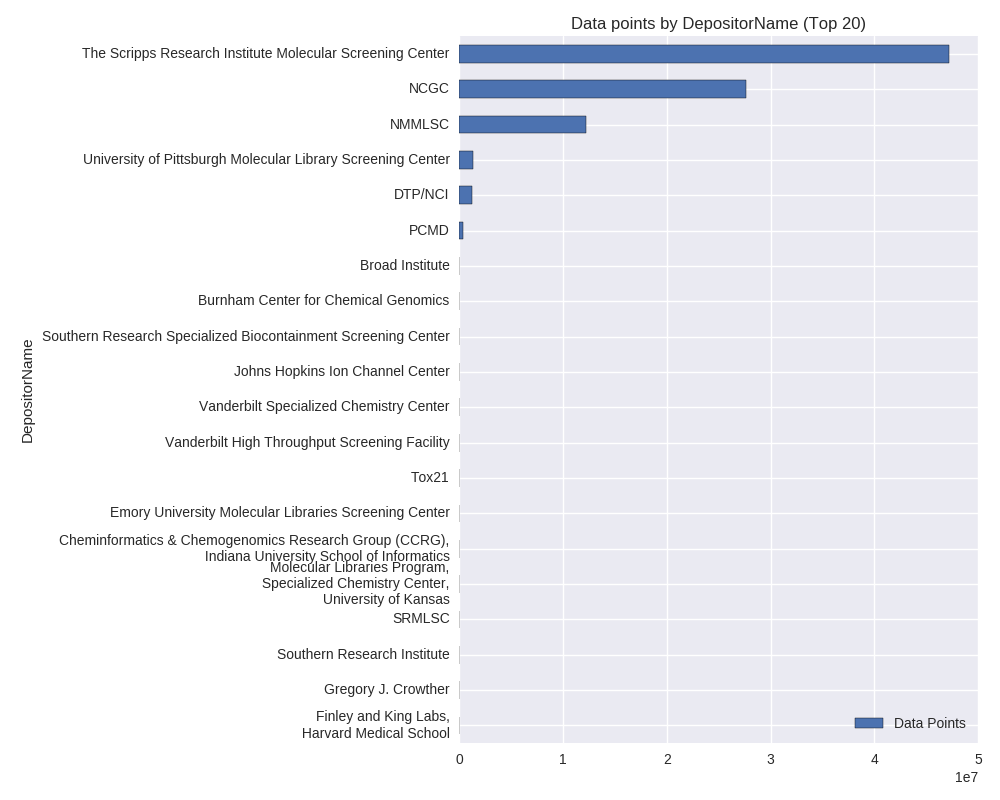 Data points by DepositorName (Top 20)
The Scripps Research Institute Molecular Screening Center
NCGC
NMMLSC
University of Pittsburgh Molecular Library Screening Center
DTP/NCI
PCMD
Broad Institute
Burnham Center for Chemical Genomics
Southern Research Specialized Biocontainment Screening Center
Johns Hopkins Ion Channel Center
Vanderbilt Specialized Chemistry Center
Vanderbilt High Throughput Screening Facility
Tox21
Emory University Molecular Libraries Screening Center
Cheminformatics & Chemogenomics Research Group (CCRG),
Indiana University School of Informatics
Molecular Libraries Program,
Specialized Chemistry Center,
University of Kansas
SRMLSC
Southern Research Institute
Gregory J. Crowther
Finley and King Labs,
Harvard Medical School
DepositorName
Data Points
0 1 2 3 4 5
1e7